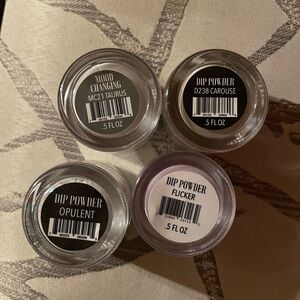 MOOD
CHANGING
MC21 TAURUS
.5 FL OZ
DIP POWDER
D238 CAROUSE
.5 FL OZ
DIP POWDER
OPULENT
DIP POWDER
FLICKER
.5 FL OZ